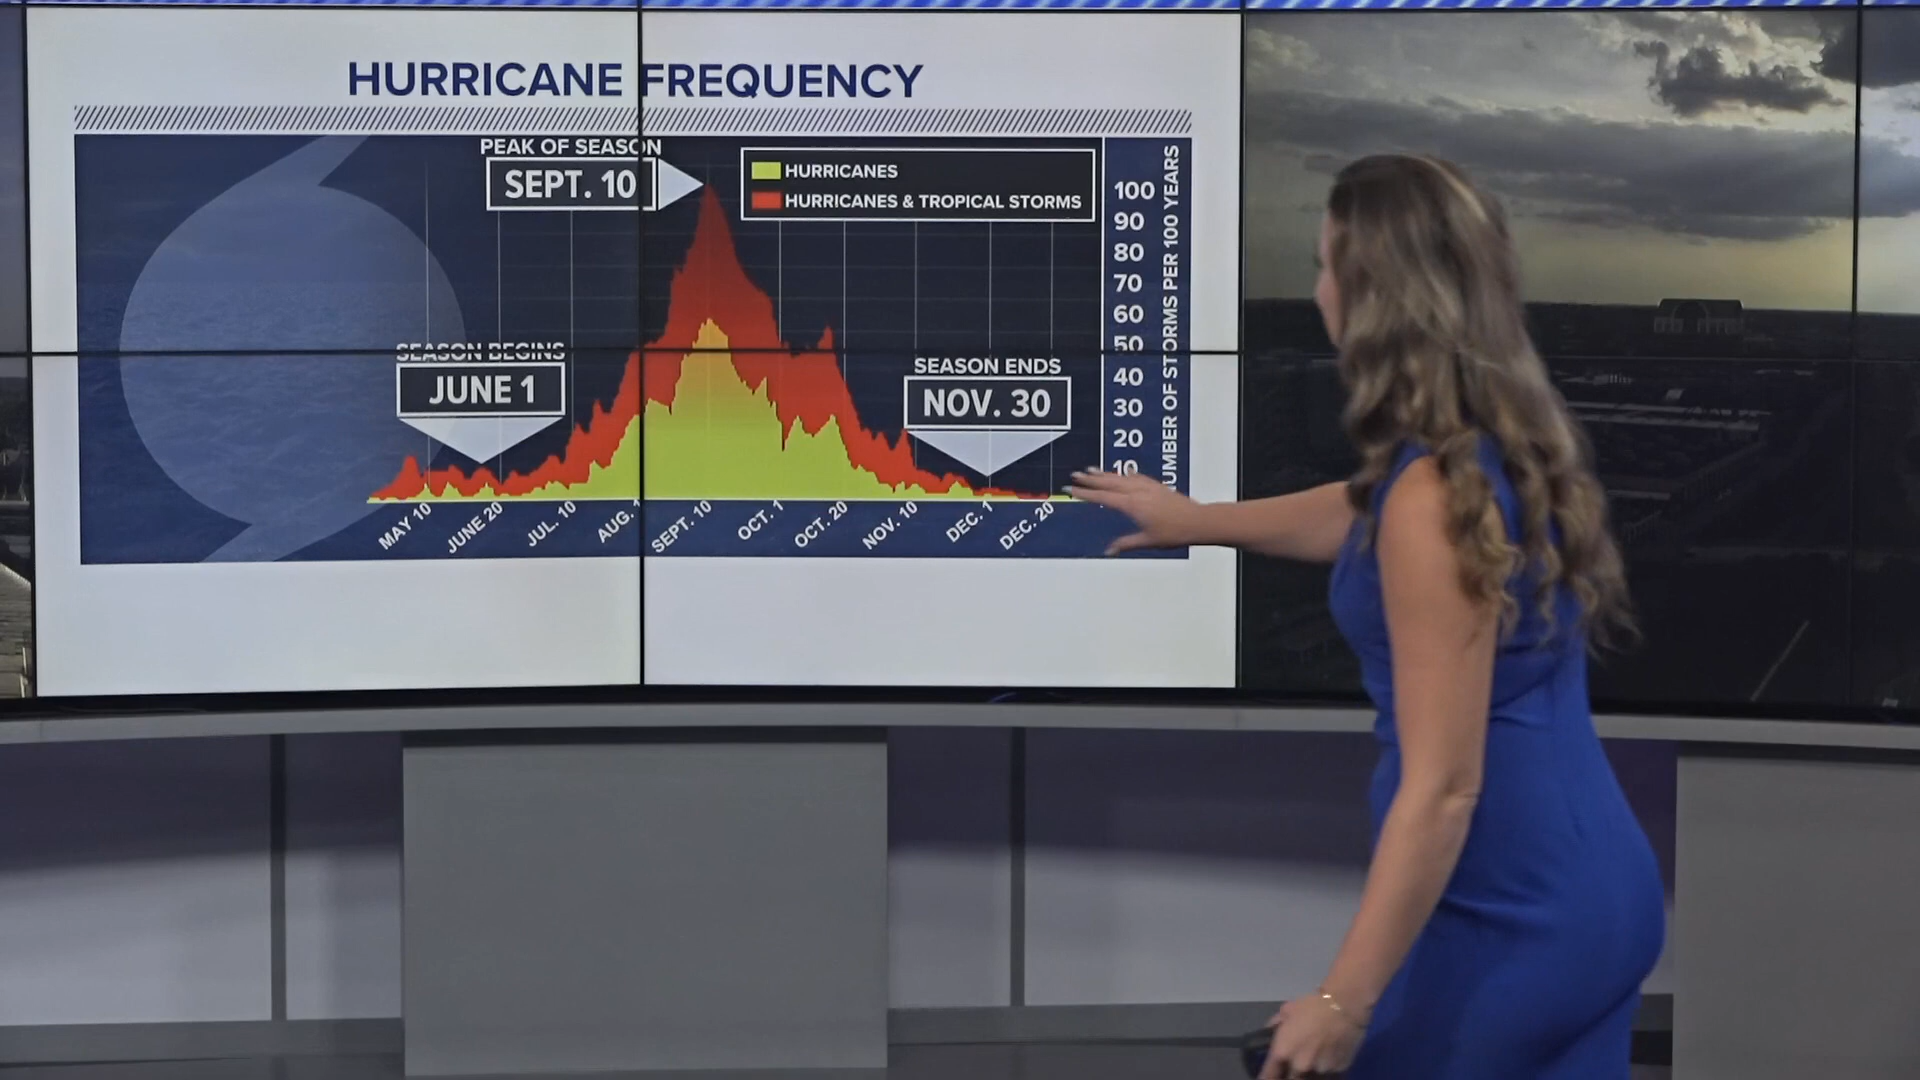 HURRICANE FREQUENCY
PEAK OF SEASON
SEPT. 10
HURRICANES
HURRICANES & TROPICAL STORMS
SEASON BEGINS
JUNE 1
SEASON ENDS
NOV. 30
100
90
80
70
60
50
40
30
20
10
NUMBER OF STORMS PER 100 YEARS
MAY 10
JUNE 20
JUL. 10
AUG. 1
SEPT. 10
OCT. 1
OCT. 20
NOV. 10
DEC. 1
DEC. 20